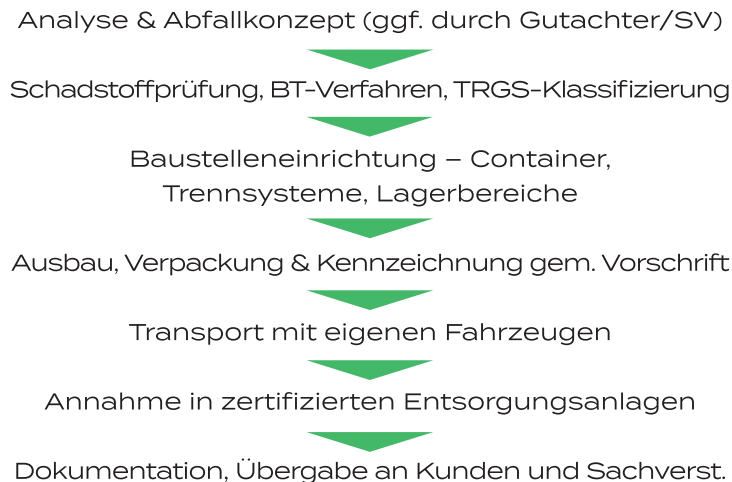 Analyse & Abfallkonzept (ggf. durch Gutachter/SV)
Schadstoffprüfung, BT-Verfahren, TRGS-Klassifizierung
Baustelleneinrichtung – Container,
Trennsysteme, Lagerbereiche
Ausbau, Verpackung & Kennzeichnung gem. Vorschrift
Transport mit eigenen Fahrzeugen
Annahme in zertifizierten Entsorgungsanlagen
Dokumentation, Übergabe an Kunden und Sachverst.